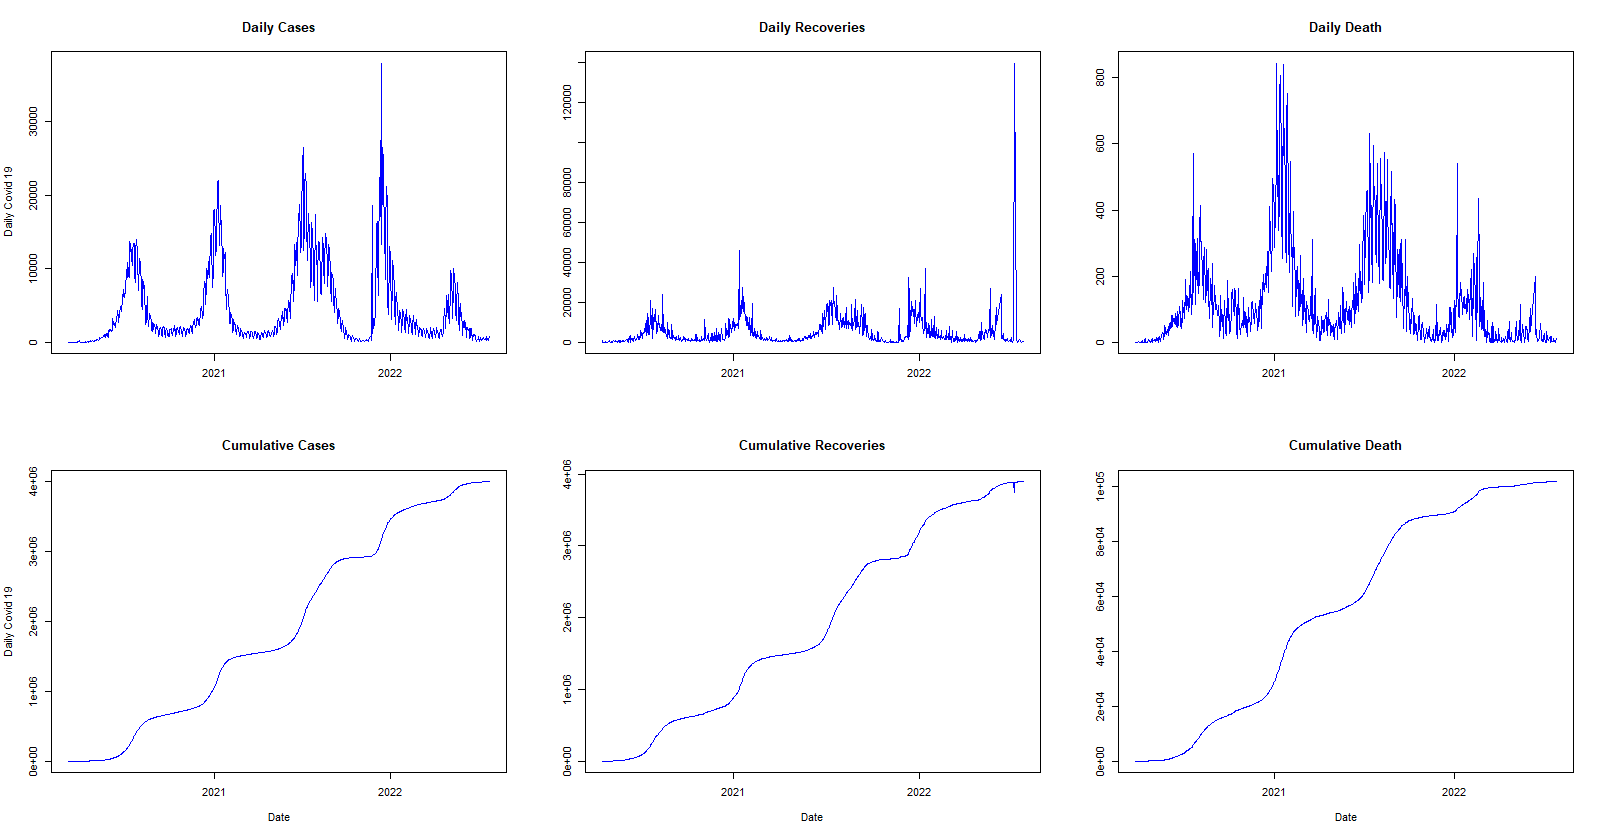 Daily Cases
Daily Covid 19
0
10000
20000
30000
2021
2022
Daily Recoveries
0
20000
40000
60000
80000
120000
2021
2022
Daily Death
0
200
400
600
800
2021
2022
Cumulative Cases
Daily Covid 19
0e+00
1e+06
2e+06
3e+06
4e+06
2021
2022
Date
Cumulative Recoveries
0e+00
1e+06
2e+06
3e+06
4e+06
2021
2022
Date
Cumulative Death
0e+00
2e+04
4e+04
6e+04
8e+04
1e+05
2021
2022
Date